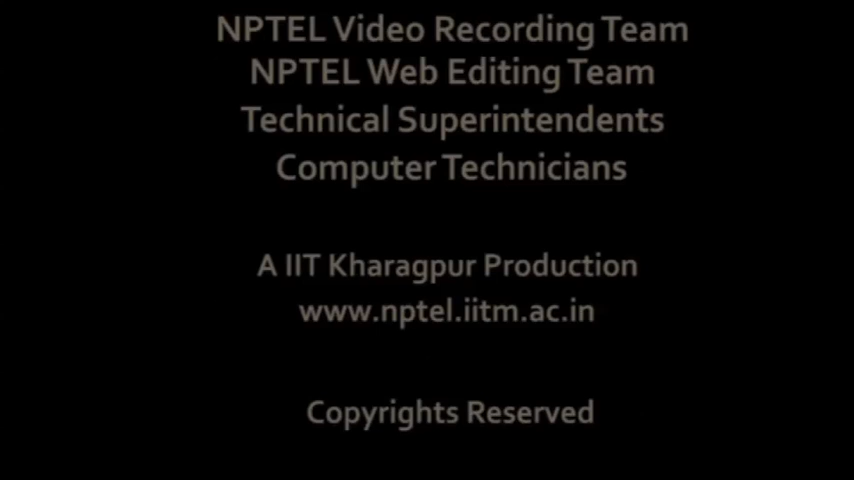 NPTEL Video Recording Team
NPTEL Web Editing Team
Technical Superintendents
Computer Technicians
A IIT Kharagpur Production
www.nptel.iitm.ac.in
Copyrights Reserved